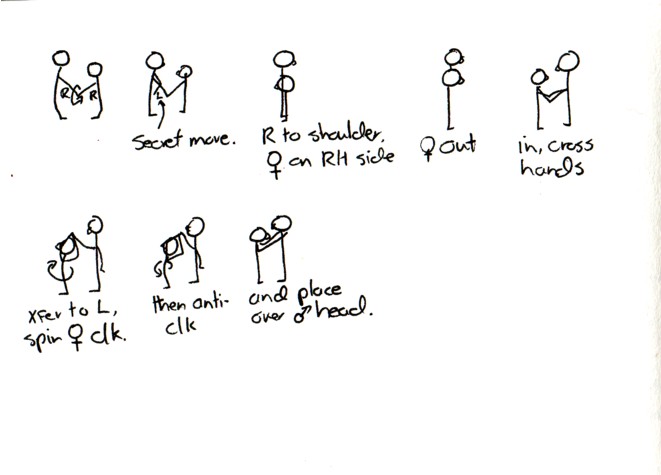 R R
L
Secret move.
R to shoulder,
♀ on RH side
♀ out
in, cross
hands
xfer to L,
spin ♀ clk.
then anti-
clk
and place
over ♂ head.